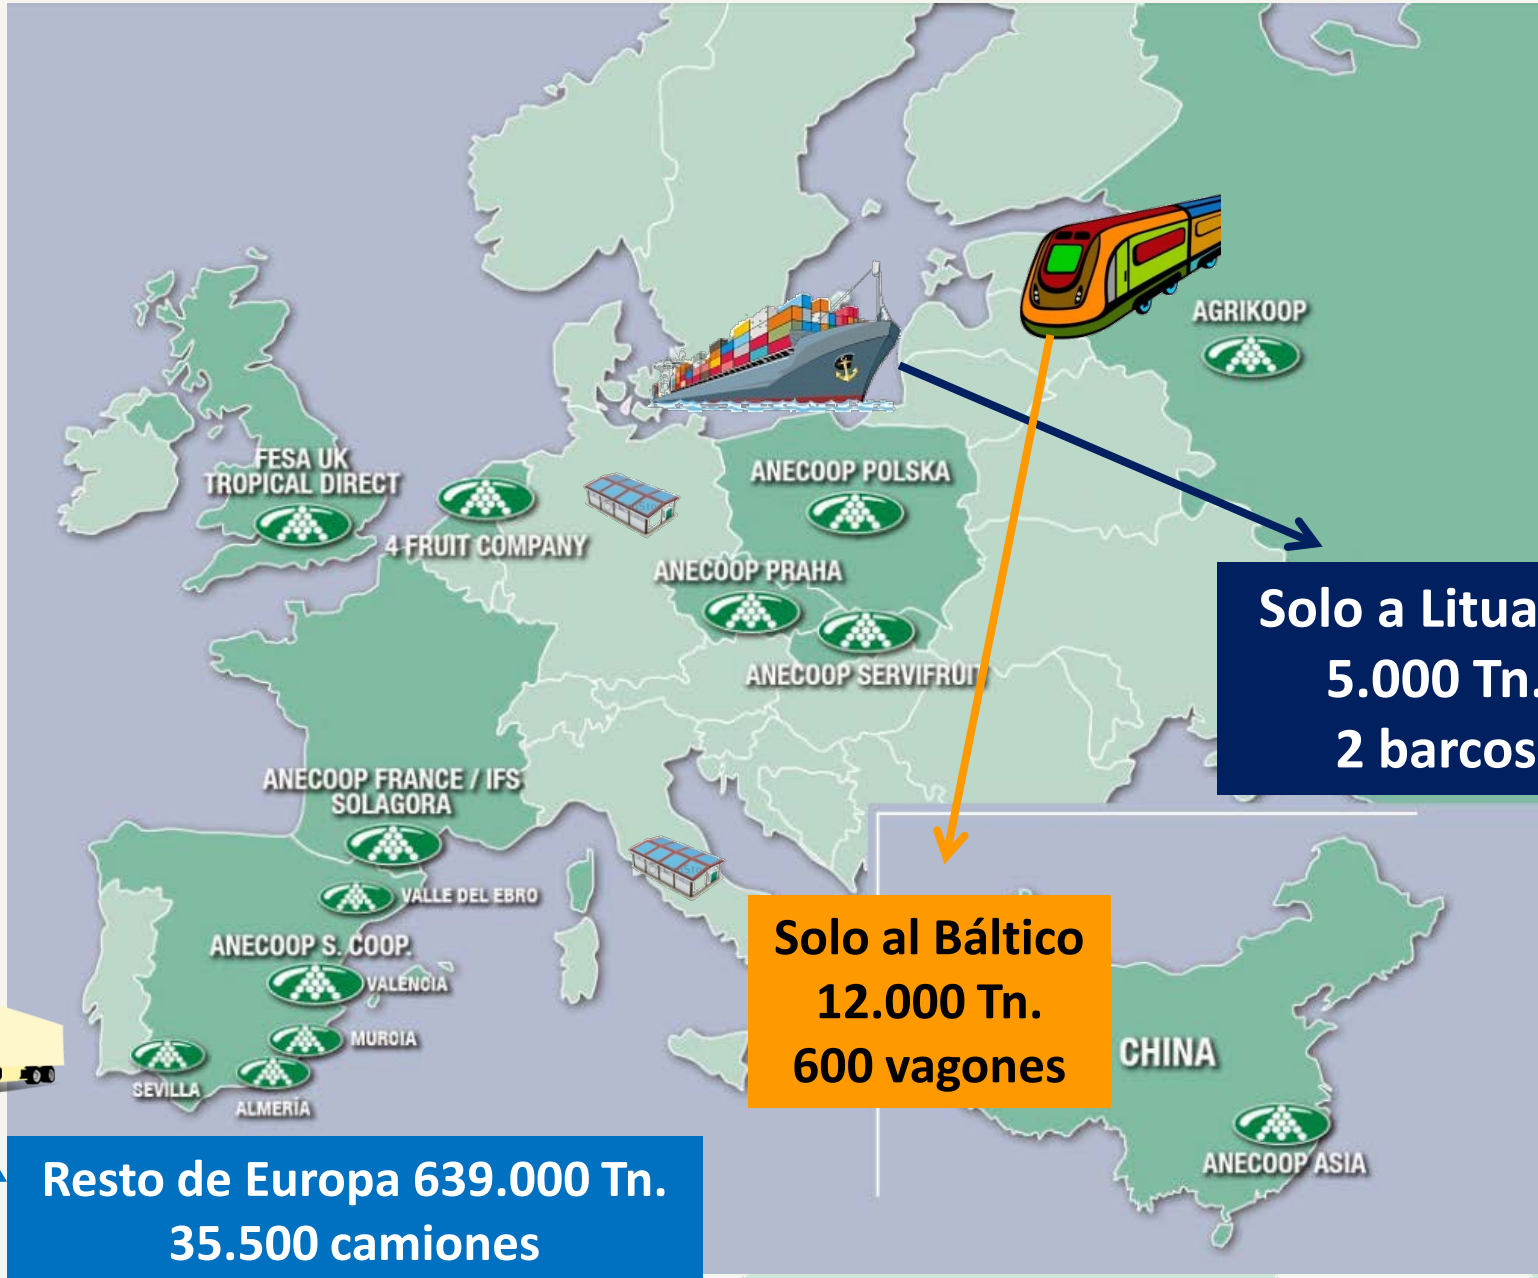 AGRIKOOP
FESA UK
TROPICAL DIRECT
ANECOOP POLSKA
4 FRUIT COMPANY
ANECOOP PRAHA
ANECOOP SERVIFRUIT
Solo a Litua
5.000 Tn.
2 barcos
ANECOOP FRANCE / IFS
SOLAGORA
VALLE DEL EBRO
ANECOOP S. COOP.
VALENCIA
MURCIA
SEVILLA
ALMERÍA
Solo al Báltico
12.000 Tn.
600 vagones
CHINA
ANECOOP ASIA
Resto de Europa 639.000 Tn.
35.500 camiones